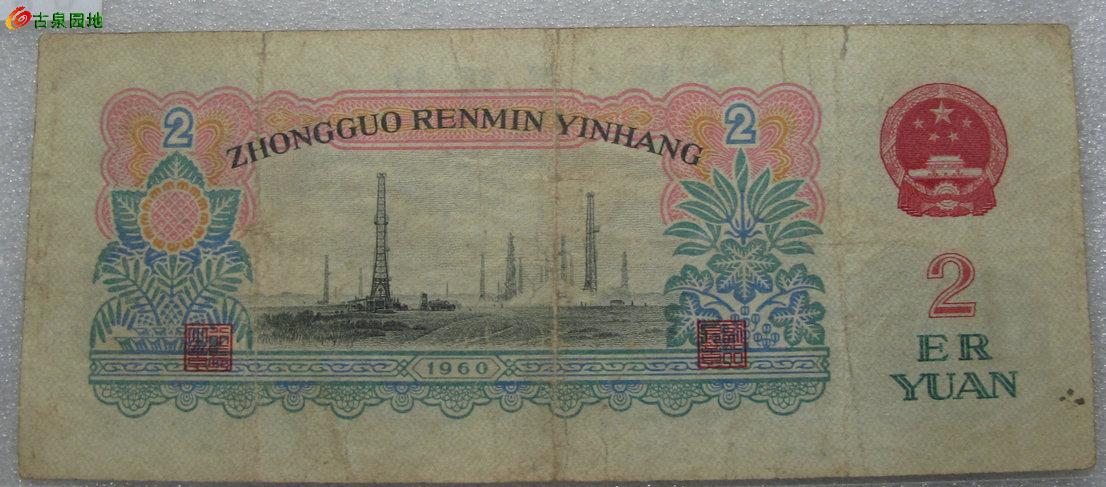 古泉园地
2 2
ZHONGGUO RENMIN YINHANG
2
ER
YUAN
1960